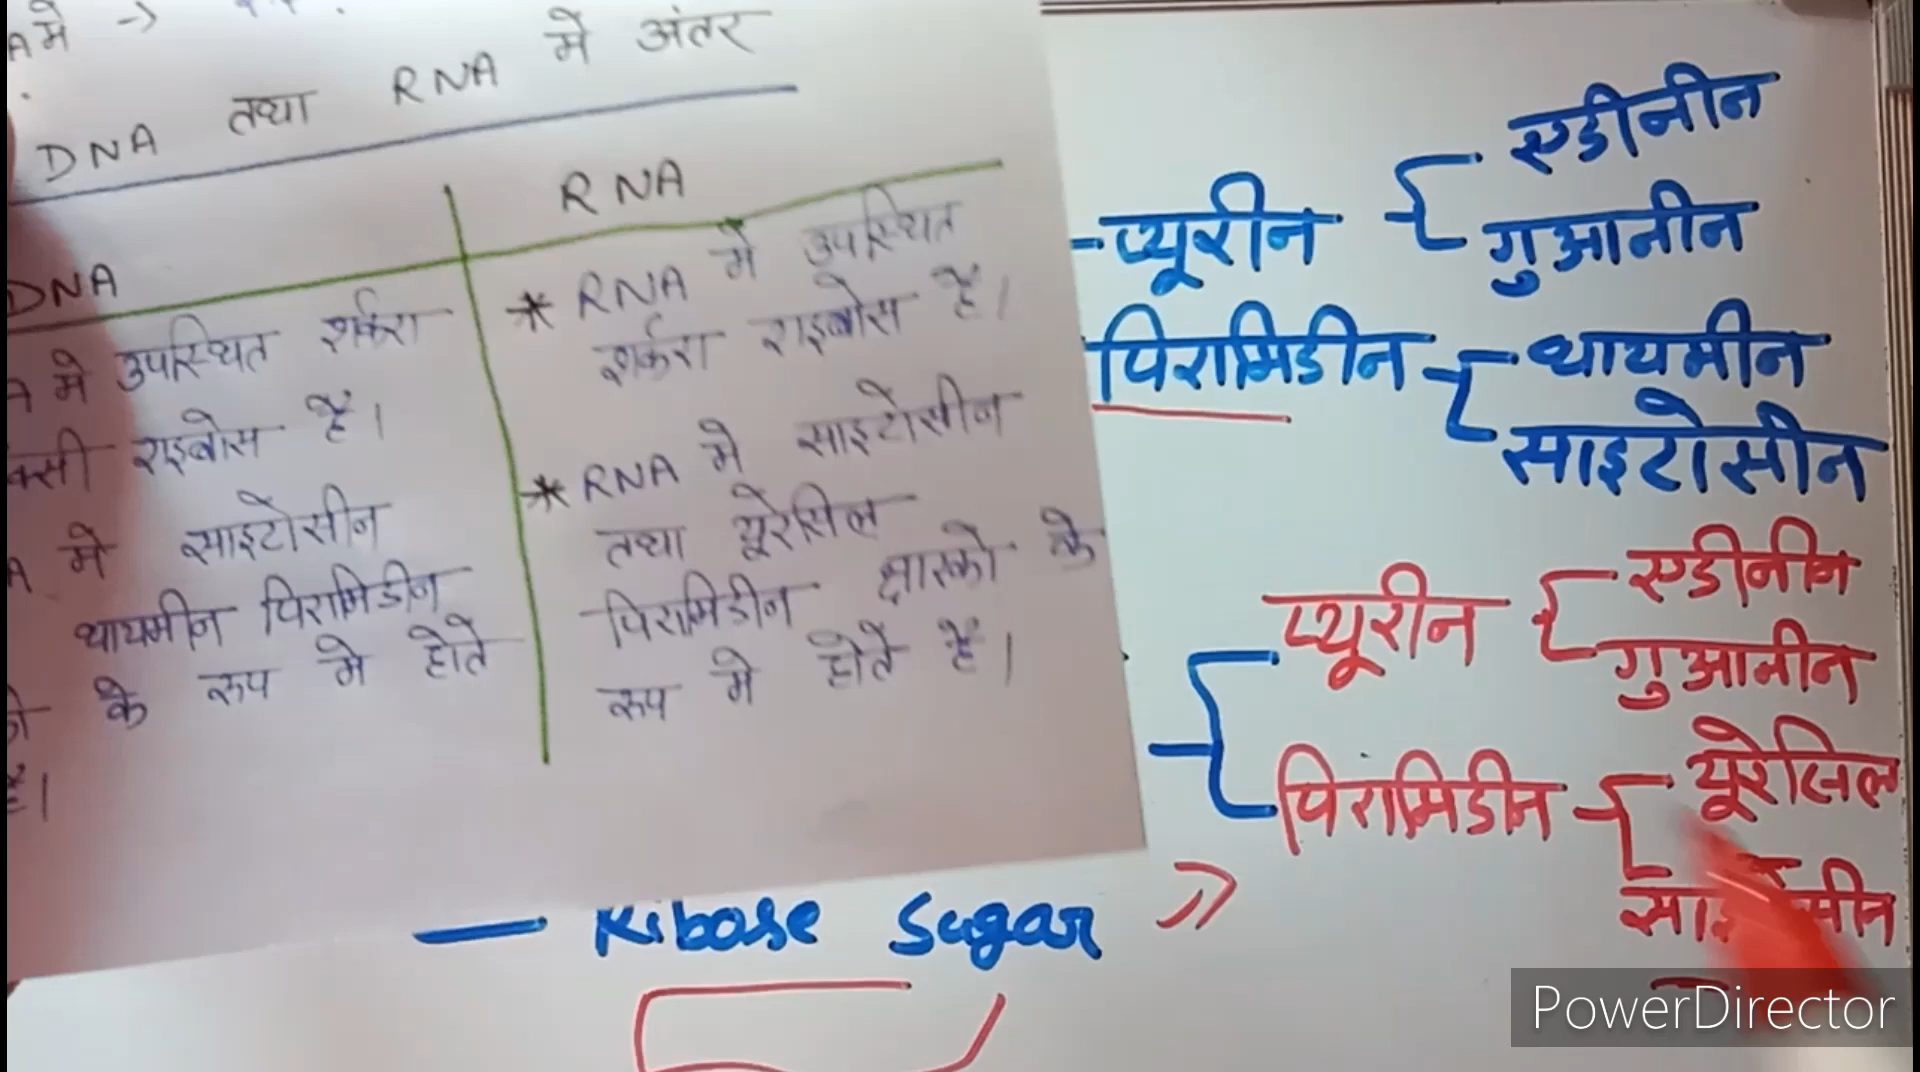 DNA तथा RNA में अंतर
DNA
में उपस्थित शर्करा
राइबोस है।
में साइटोसीन
थायमीन पिरामिडीन
के रूप में होते
है।
RNA
* RNA में उपस्थित
शर्करा राइबोस है।
* RNA में साइटोसीन
तथा यूरेसिल
पिरामिडीन क्षारको के
रूप में होते है।
- प्यूरीन { एडीनीन
गुआनीन
पिरामिडीन { थायमीन
साइटोसीन
प्यूरीन { एडीनीन
गुआनीन
पिरामिडीन { यूरेसिल
— Ribose Sugar
PowerDirector